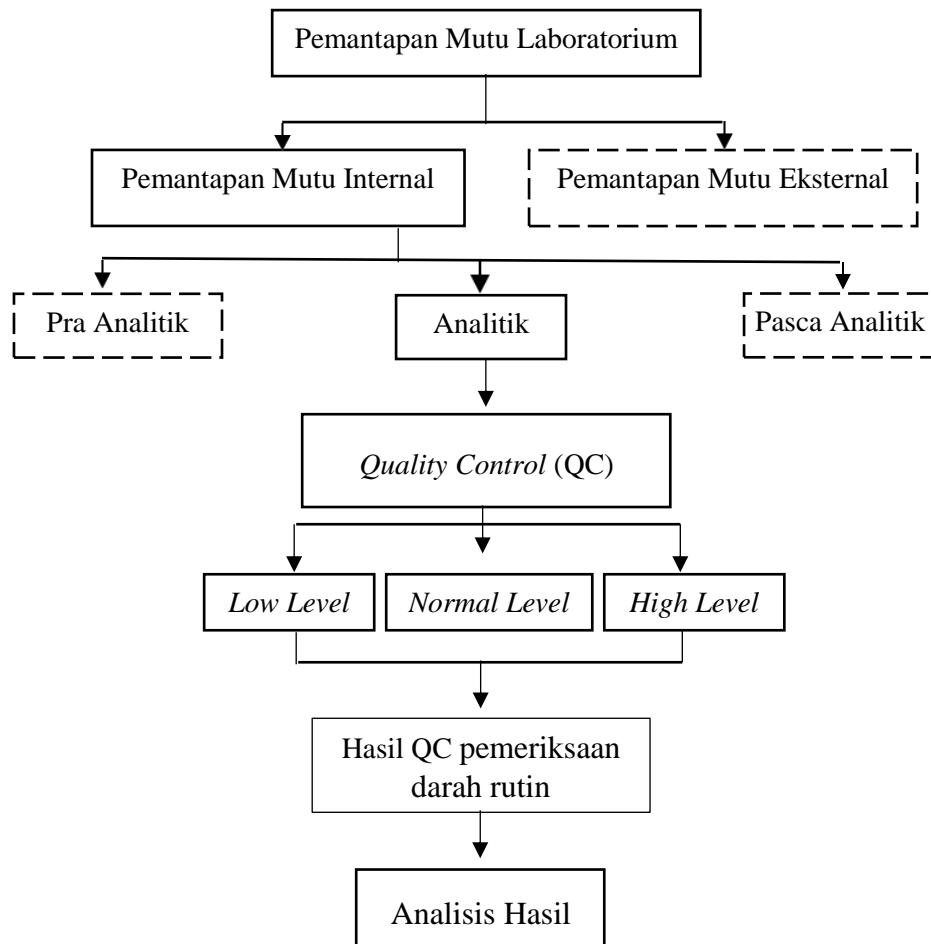 Pemantapan Mutu Laboratorium
Pemantapan Mutu Internal
Pemantapan Mutu Eksternal
Pra Analitik
Analitik
Pasca Analitik
Quality Control (QC)
Low Level
Normal Level
High Level
Hasil QC pemeriksaan
darah rutin
Analisis Hasil